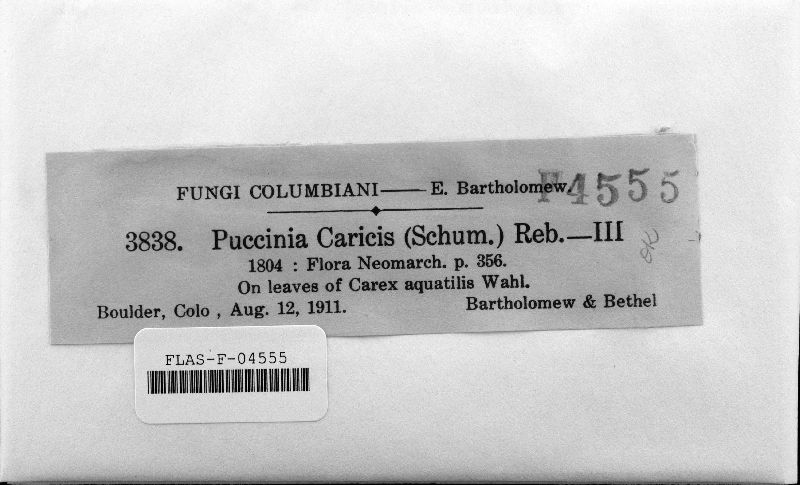 FUNGI COLUMBIANI—— E. Bartholomew. F4555
3838. Puccinia Caricis (Schum.) Reb.—III
OK
1804 : Flora Neomarch. p. 356.
On leaves of Carex aquatilis Wahl.
Boulder, Colo , Aug. 12, 1911. Bartholomew & Bethel
FLAS-F-04555